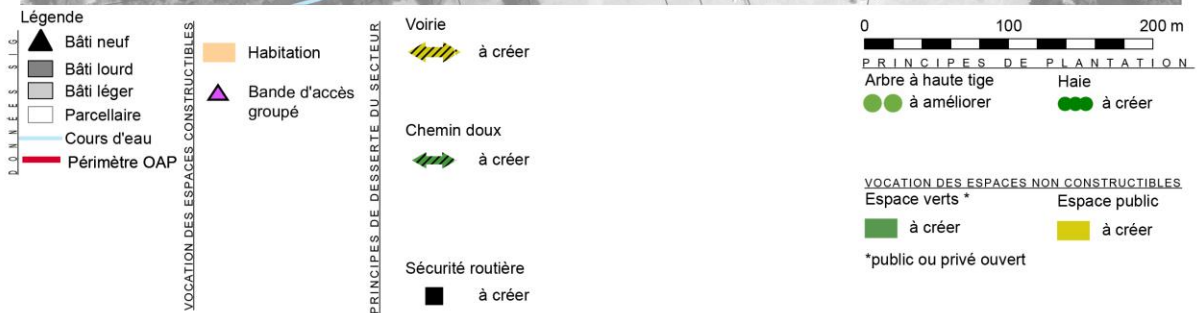 Légende
Bâti neuf
Bâti lourd
Bâti léger
Parcellaire
Cours d'eau
Périmètre OAP
DONNEES SIG
VOCATION DES ESPACES CONSTRUCTIBLES
Habitation
Bande d'accès
groupé
PRINCIPES DE DESSERTE DU SECTEUR
Voirie
à créer
Chemin doux
à créer
Sécurité routière
à créer
0 100 200 m
PRINCIPES DE PLANTATION
Arbre à haute tige Haie
à améliorer à créer
VOCATION DES ESPACES NON CONSTRUCTIBLES
Espace verts * Espace public
à créer à créer
*public ou privé ouvert